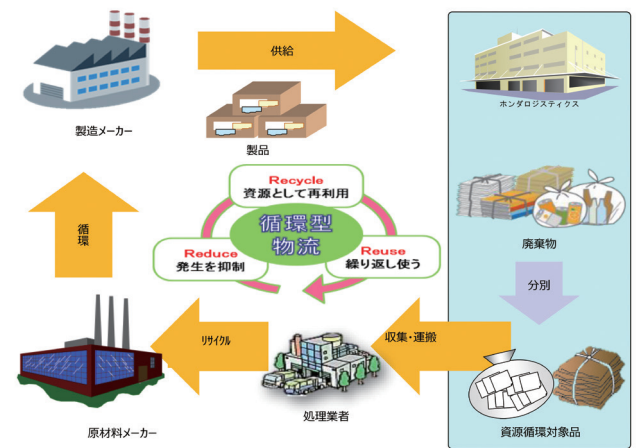 供給
製造メーカー
製品
ホンダロジスティクス
廃棄物
分別
資源循環対象品
収集・運搬
処理業者
リサイクル
原材料メーカー
循環
Recycle
資源として再利用
循環型
物流
Reduce
発生を抑制
Reuse
繰り返し使う